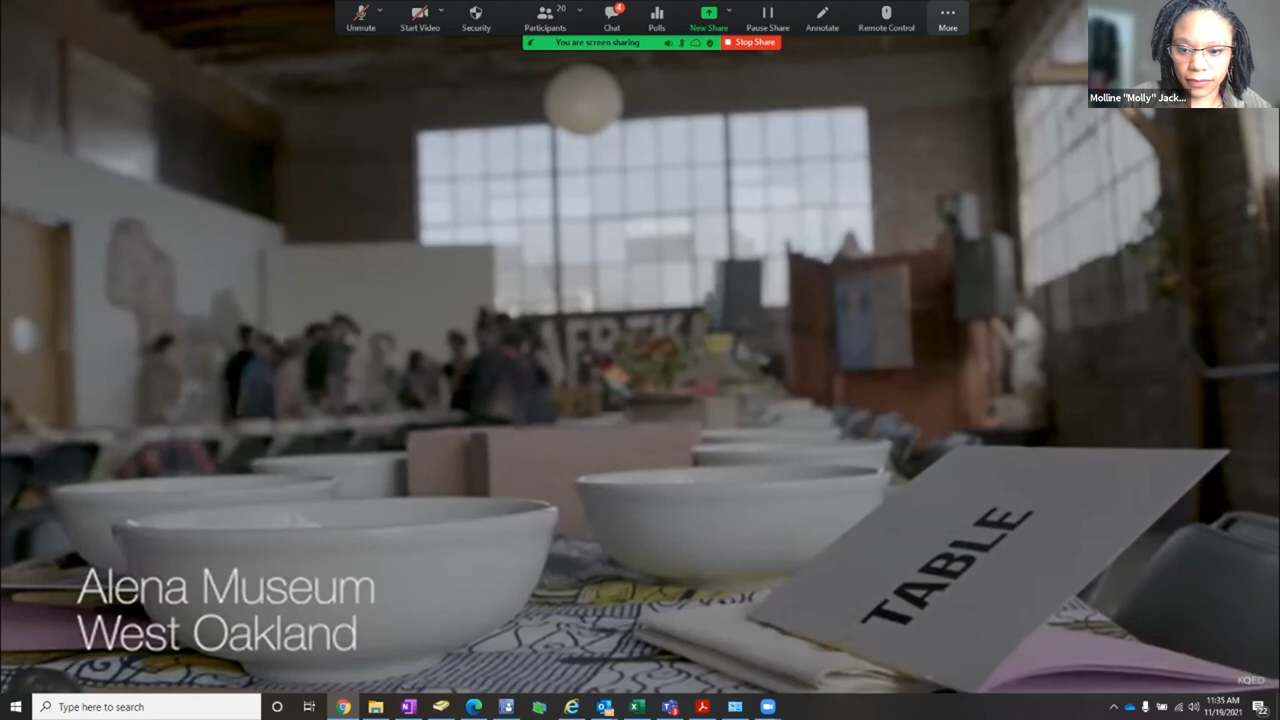 Unmute
Start Video
Security
20
Participants
4
Chat
Polls
New Share
Pause Share
Annotate
Remote Control
More
You are screen sharing
Stop Share
Molline "Molly" Jack...
TABLE
Alena Museum
West Oakland
KQED
Type here to search
11:35 AM
11/19/2021
22